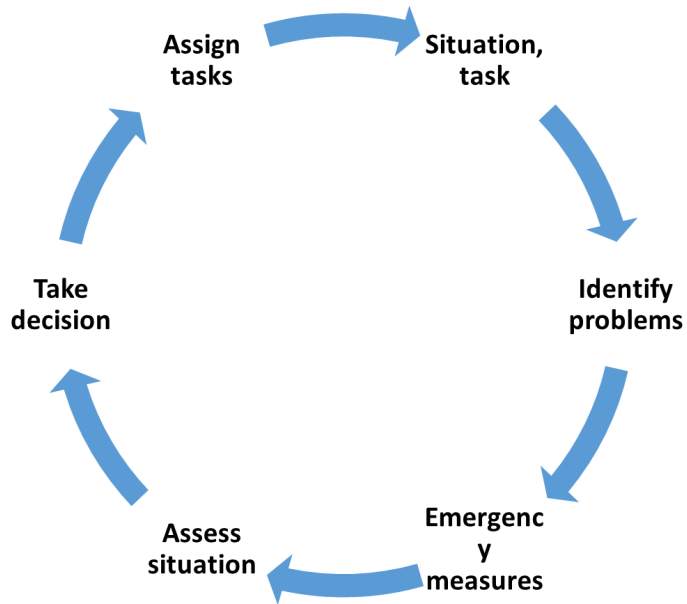 Assign
tasks
Situation,
task
Identify
problems
Emergenc
y
measures
Assess
situation
Take
decision